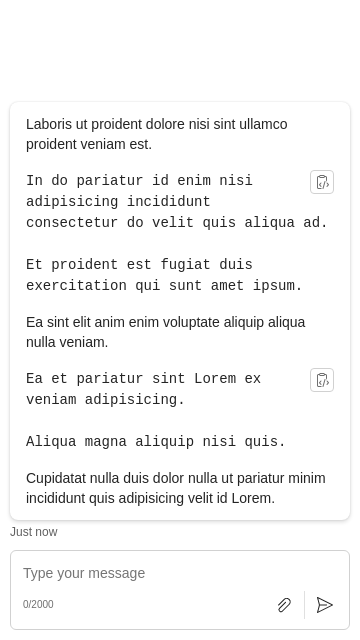 Laboris ut proident dolore nisi sint ullamco
proident veniam est.
In do pariatur id enim nisi
adipisicing incididunt
consectetur do velit quis aliqua ad.
Et proident est fugiat duis
exercitation qui sunt amet ipsum.
Ea sint elit anim enim voluptate aliquip aliqua
nulla veniam.
Ea et pariatur sint Lorem ex
veniam adipisicing.
Aliqua magna aliquip nisi quis.
Cupidatat nulla duis dolor nulla ut pariatur minim
incididunt quis adipisicing velit id Lorem.
Just now
Type your message
0/2000